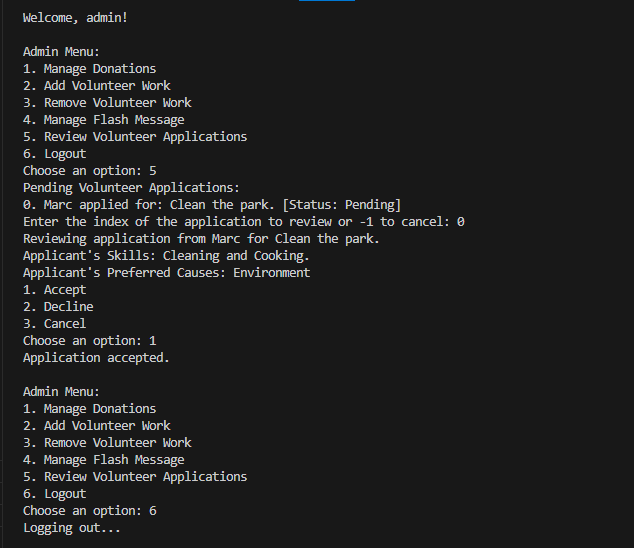 Welcome, admin!
Admin Menu:
1. Manage Donations
2. Add Volunteer Work
3. Remove Volunteer Work
4. Manage Flash Message
5. Review Volunteer Applications
6. Logout
Choose an option: 5
Pending Volunteer Applications:
0. Marc applied for: Clean the park. [Status: Pending]
Enter the index of the application to review or -1 to cancel: 0
Reviewing application from Marc for Clean the park.
Applicant's Skills: Cleaning and Cooking.
Applicant's Preferred Causes: Environment
1. Accept
2. Decline
3. Cancel
Choose an option: 1
Application accepted.
Admin Menu:
1. Manage Donations
2. Add Volunteer Work
3. Remove Volunteer Work
4. Manage Flash Message
5. Review Volunteer Applications
6. Logout
Choose an option: 6
Logging out...